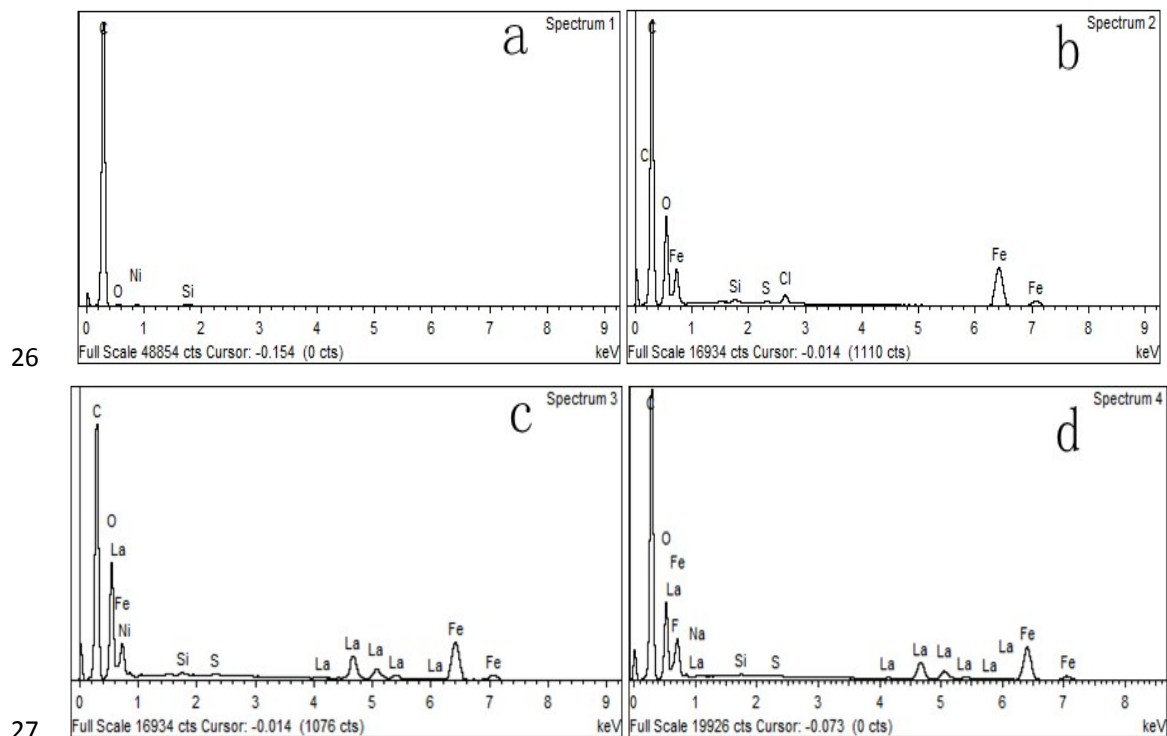 Spectrum 1
a
C
O
Ni
Si
0 1 2 3 4 5 6 7 8 9
Full Scale 48854 cts Cursor: -0.154 (0 cts)
keV
Spectrum 2
b
C
C
O
Fe
Si
S
Cl
Fe
Fe
0 1 2 3 4 5 6 7 8 9
Full Scale 16934 cts Cursor: -0.014 (1110 cts)
keV
26
Spectrum 3
c
C
O
La
Fe
Ni
Si
S
La
La
La
La
La
Fe
Fe
0 1 2 3 4 5 6 7 8 9
Full Scale 16934 cts Cursor: -0.014 (1076 cts)
keV
Spectrum 4
d
C
O
Fe
La
F
Na
La
Si
S
La
La
La
La
La
La
Fe
Fe
0 1 2 3 4 5 6 7 8
Full Scale 19926 cts Cursor: -0.073 (0 cts)
keV
27